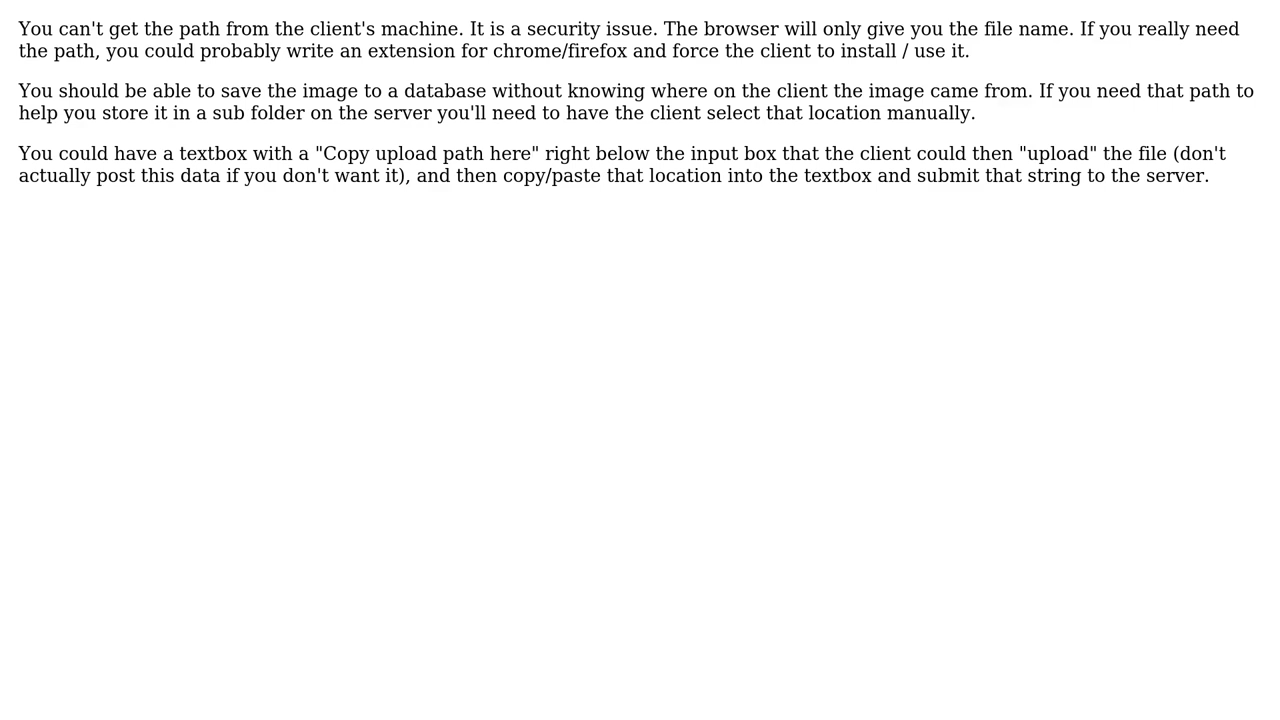 You can't get the path from the client's machine. It is a security issue. The browser will only give you the file name. If you really need
the path, you could probably write an extension for chrome/firefox and force the client to install / use it.
You should be able to save the image to a database without knowing where on the client the image came from. If you need that path to
help you store it in a sub folder on the server you'll need to have the client select that location manually.
You could have a textbox with a "Copy upload path here" right below the input box that the client could then "upload" the file (don't
actually post this data if you don't want it), and then copy/paste that location into the textbox and submit that string to the server.